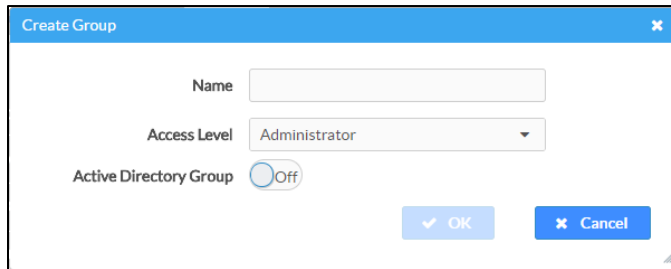 Create Group
Name
Access Level Administrator
Active Directory Group Off
OK Cancel